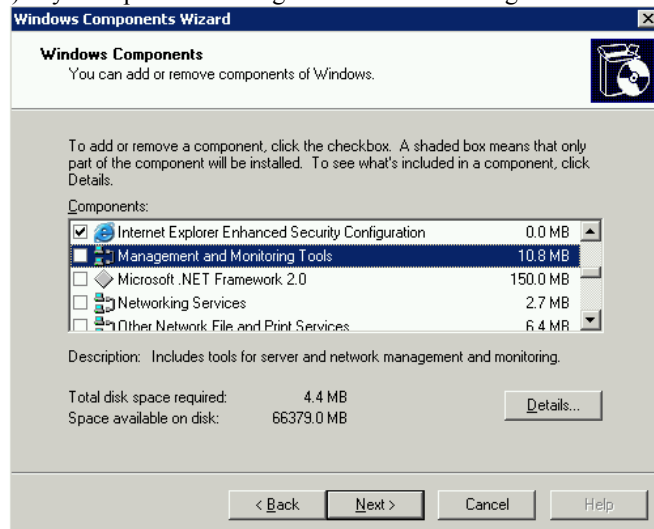 Windows Components Wizard
Windows Components
You can add or remove components of Windows.
To add or remove a component, click the checkbox. A shaded box means that only
part of the component will be installed. To see what's included in a component, click
Details.
Components:
Internet Explorer Enhanced Security Configuration 0.0 MB
Management and Monitoring Tools 10.8 MB
Microsoft .NET Framework 2.0 150.0 MB
Networking Services 2.7 MB
Other Network File and Print Services 6.4 MB
Description: Includes tools for server and network management and monitoring.
Total disk space required: 4.4 MB
Space available on disk: 66379.0 MB
Details...
< Back Next > Cancel Help